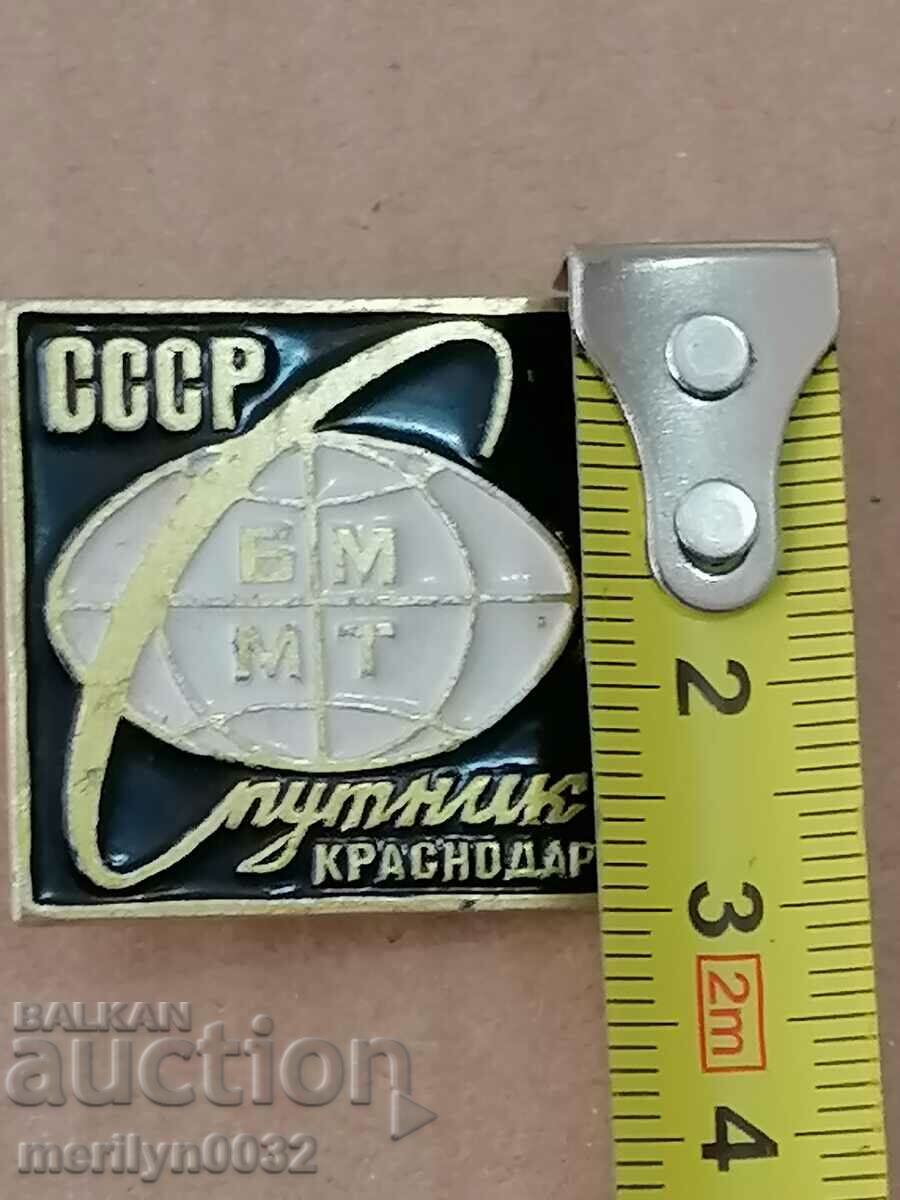 СССР
БМ
МТ
Спутник
КРАСНОДАР
2
3
2m
4
BALKAN
auction
merilyn0032